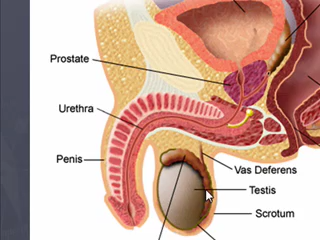 Prostate
Urethra
Penis
Vas Deferens
Testis
Scrotum